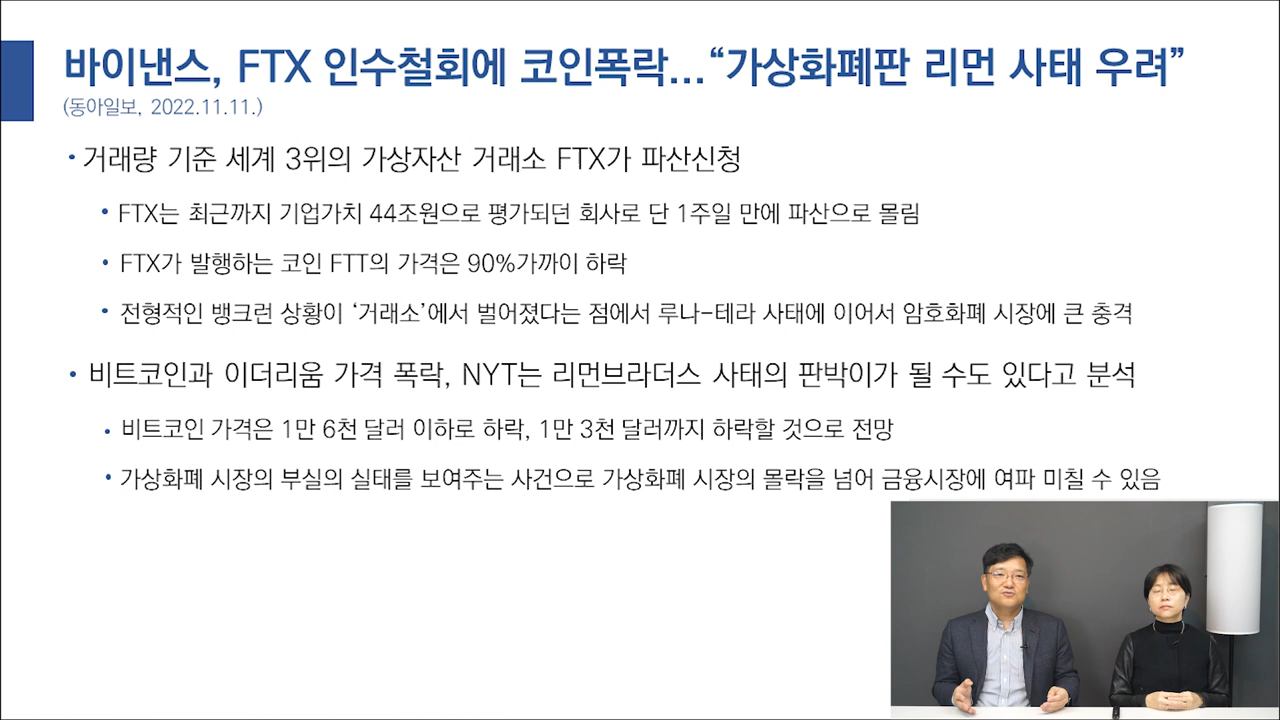 바이낸스, FTX 인수철회에 코인폭락...“가상화폐판 리먼 사태 우려”
(동아일보, 2022.11.11.)
• 거래량 기준 세계 3위의 가상자산 거래소 FTX가 파산신청
• FTX는 최근까지 기업가치 44조원으로 평가되던 회사로 단 1주일 만에 파산으로 몰림
• FTX가 발행하는 코인 FTT의 가격은 90%가까이 하락
• 전형적인 뱅크런 상황이 ‘거래소’에서 벌어졌다는 점에서 루나-테라 사태에 이어서 암호화폐 시장에 큰 충격
• 비트코인과 이더리움 가격 폭락, NYT는 리먼브라더스 사태의 판박이가 될 수도 있다고 분석
• 비트코인 가격은 1만 6천 달러 이하로 하락, 1만 3천 달러까지 하락할 것으로 전망
• 가상화폐 시장의 부실의 실태를 보여주는 사건으로 가상화폐 시장의 몰락을 넘어 금융시장에 여파 미칠 수 있음